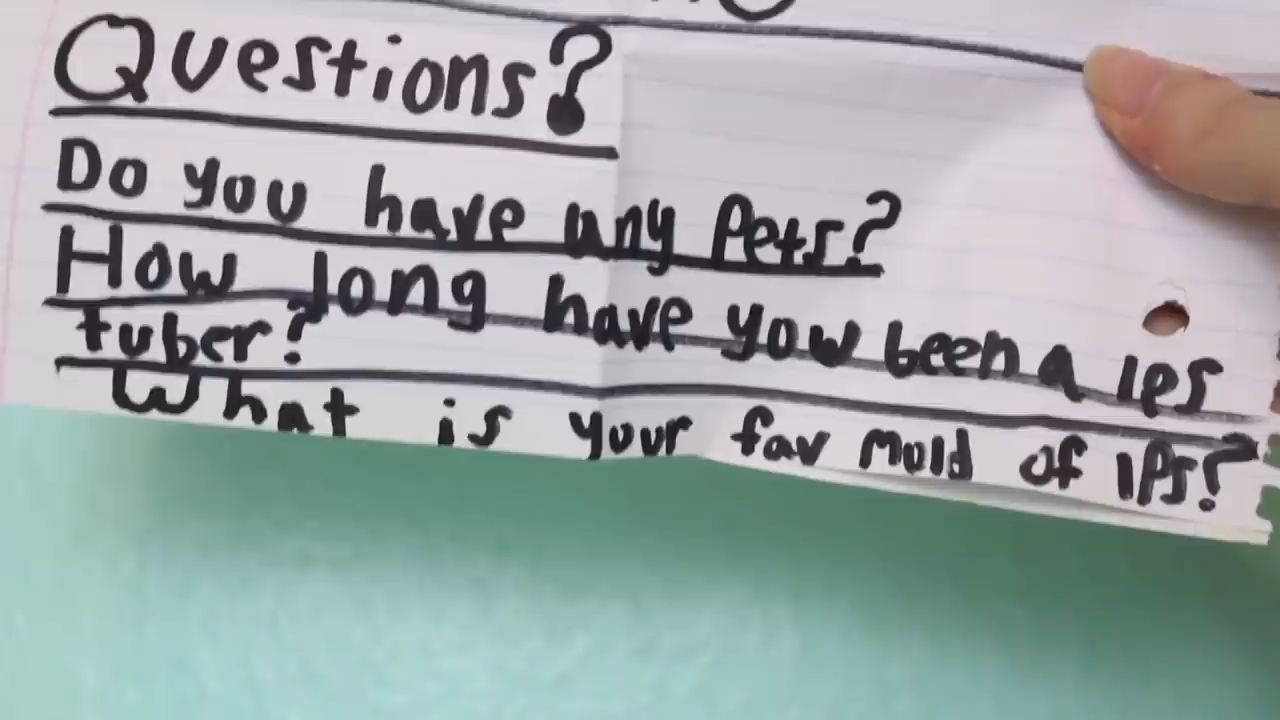 Questions?
Do you have any Pets?
How long have you been a lps
tuber?
What is your fav mold of lPs?